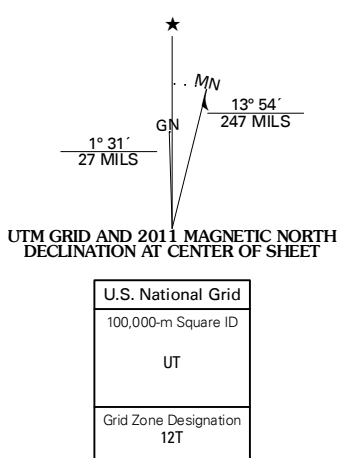 ★
MN
GN
13° 54´
247 MILS
1° 31´
27 MILS
UTM GRID AND 2011 MAGNETIC NORTH
DECLINATION AT CENTER OF SHEET
U.S. National Grid
100,000-m Square ID
UT
Grid Zone Designation
12T